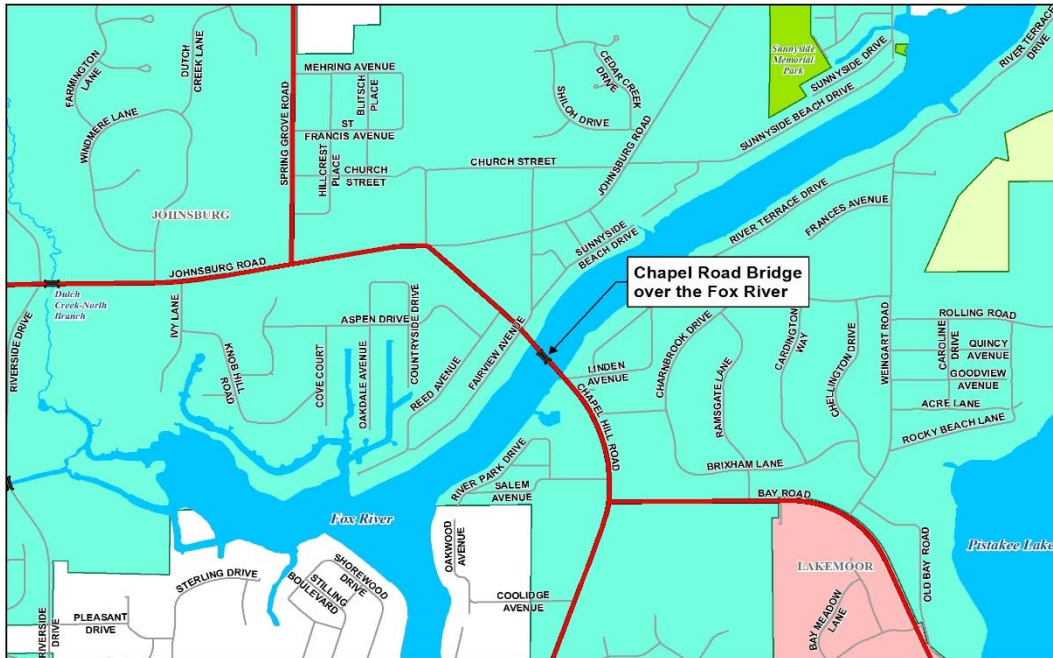 FARMINGTON
LANE
DUTCH
CREEK LANE
WINDMERE LANE
SPRING GROVE ROAD
MEHRING AVENUE
BLITSCH
PLACE
ST
FRANCIS AVENUE
HILLCREST
PLACE
CHURCH
STREET
CHURCH STREET
CEDAR CREEK
DRIVE
SHILOH DRIVE
JOHNSBURG ROAD
Sunnyside
Memorial
Park
SUNNYSIDE DRIVE
SUNNYSIDE BEACH DRIVE
RIVER TERRACE
DRIVE
JOHNSBURG
JOHNSBURG ROAD
SUNNYSIDE
BEACH DRIVE
RIVER TERRACE DRIVE
FRANCES AVENUE
Chapel Road Bridge
over the Fox River
Dutch
Creek-North
Branch
RIVERSIDE DRIVE
IVY LANE
KNOB HILL
ROAD
ASPEN DRIVE
COVE COURT
OAKDALE AVENUE
COUNTRYSIDE DRIVE
REED AVENUE
FAIRVIEW AVENUE
LINDEN
AVENUE
CHARNBROOK DRIVE
RAMSGATE LANE
CARDINGTON
WAY
CHELLINGTON DRIVE
WEINGART ROAD
ROLLING ROAD
CAROLINE
DRIVE
QUINCY
AVENUE
GOODVIEW
AVENUE
ACRE LANE
ROCKY BEACH LANE
CHAPEL HILL ROAD
BRIXHAM LANE
RIVER PARK DRIVE
SALEM
AVENUE
BAY ROAD
Fox River
OAKWOOD
AVENUE
COOLIDGE
AVENUE
STERLING DRIVE
SHOREWOOD
DRIVE
STILLING
BOULEVARD
PLEASANT
DRIVE
RIVERSIDE
DRIVE
LAKEMOOR
BAY MEADOW
LANE
OLD BAY ROAD
Pistakee Lake